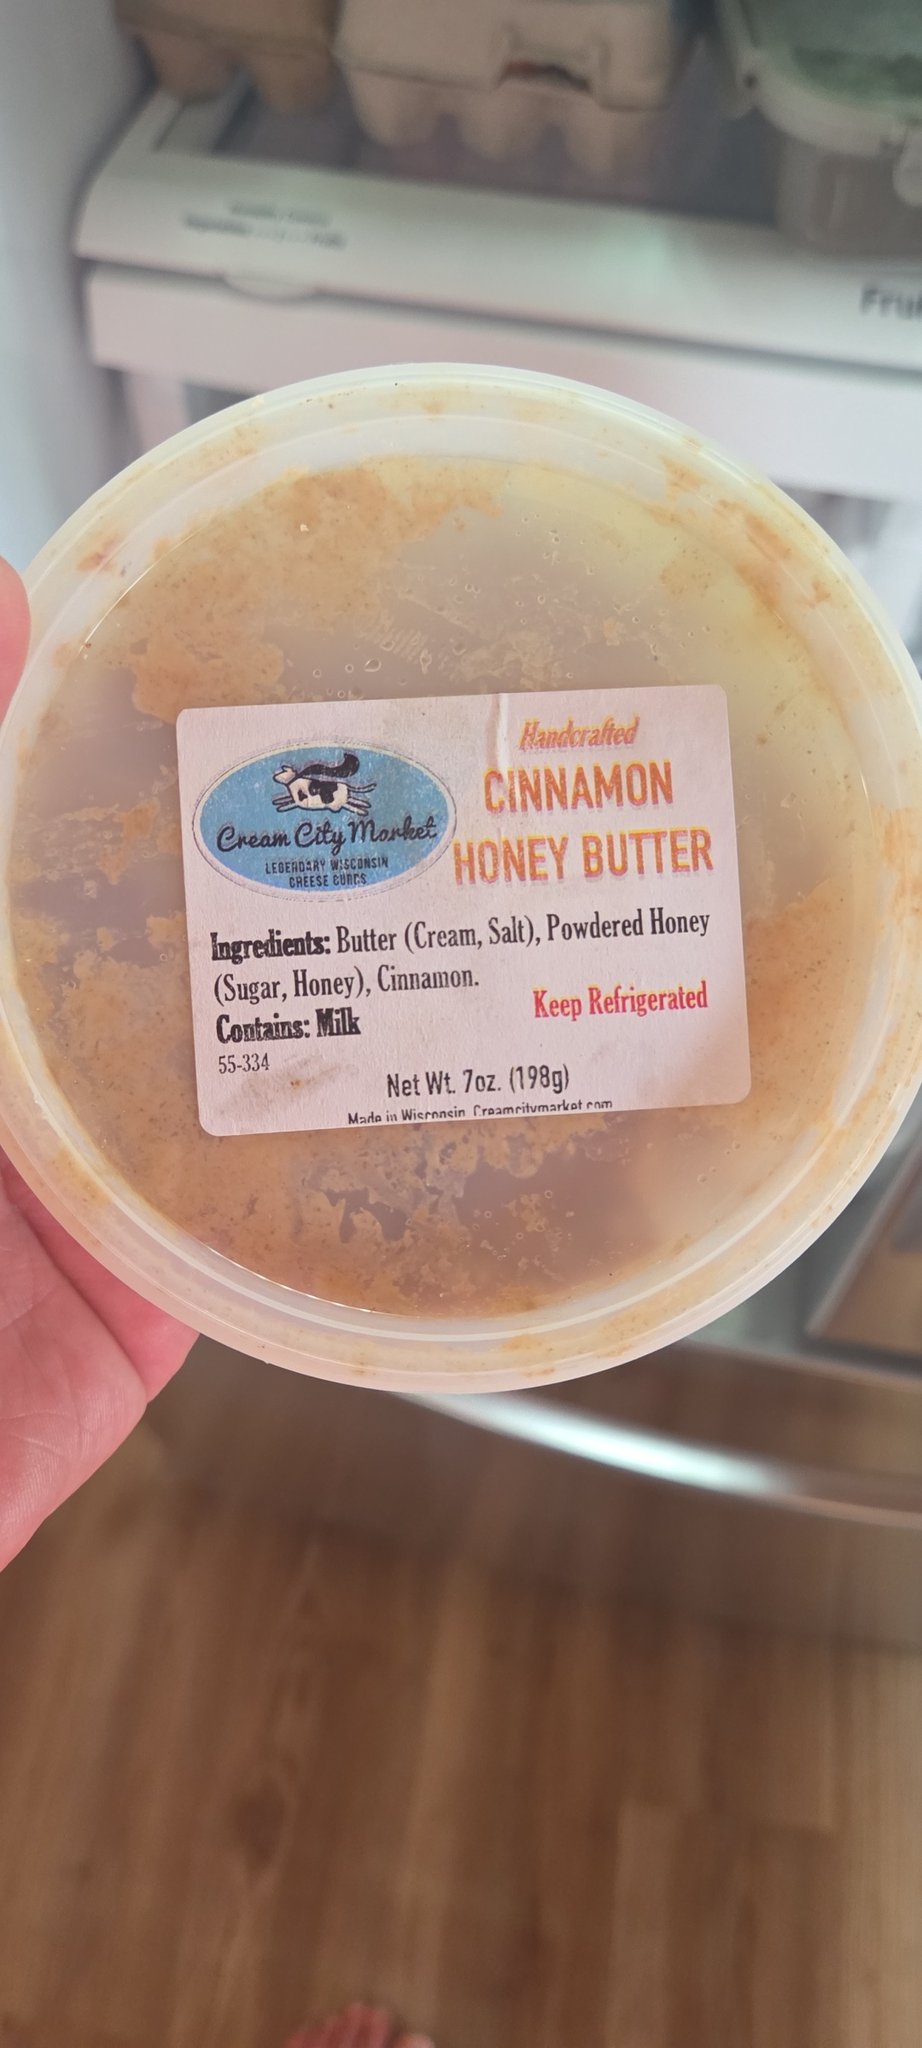 Fru
Cream City Market
LEGENDARY WISCONSIN
CHEESE CURDS
Handcrafted
CINNAMON
HONEY BUTTER
Ingredients: Butter (Cream, Salt), Powdered Honey
(Sugar, Honey), Cinnamon.
Keep Refrigerated
Contains: Milk
55-334
Net Wt. 7oz. (198g)
Made in Wisconsin Creamcitymarket.com